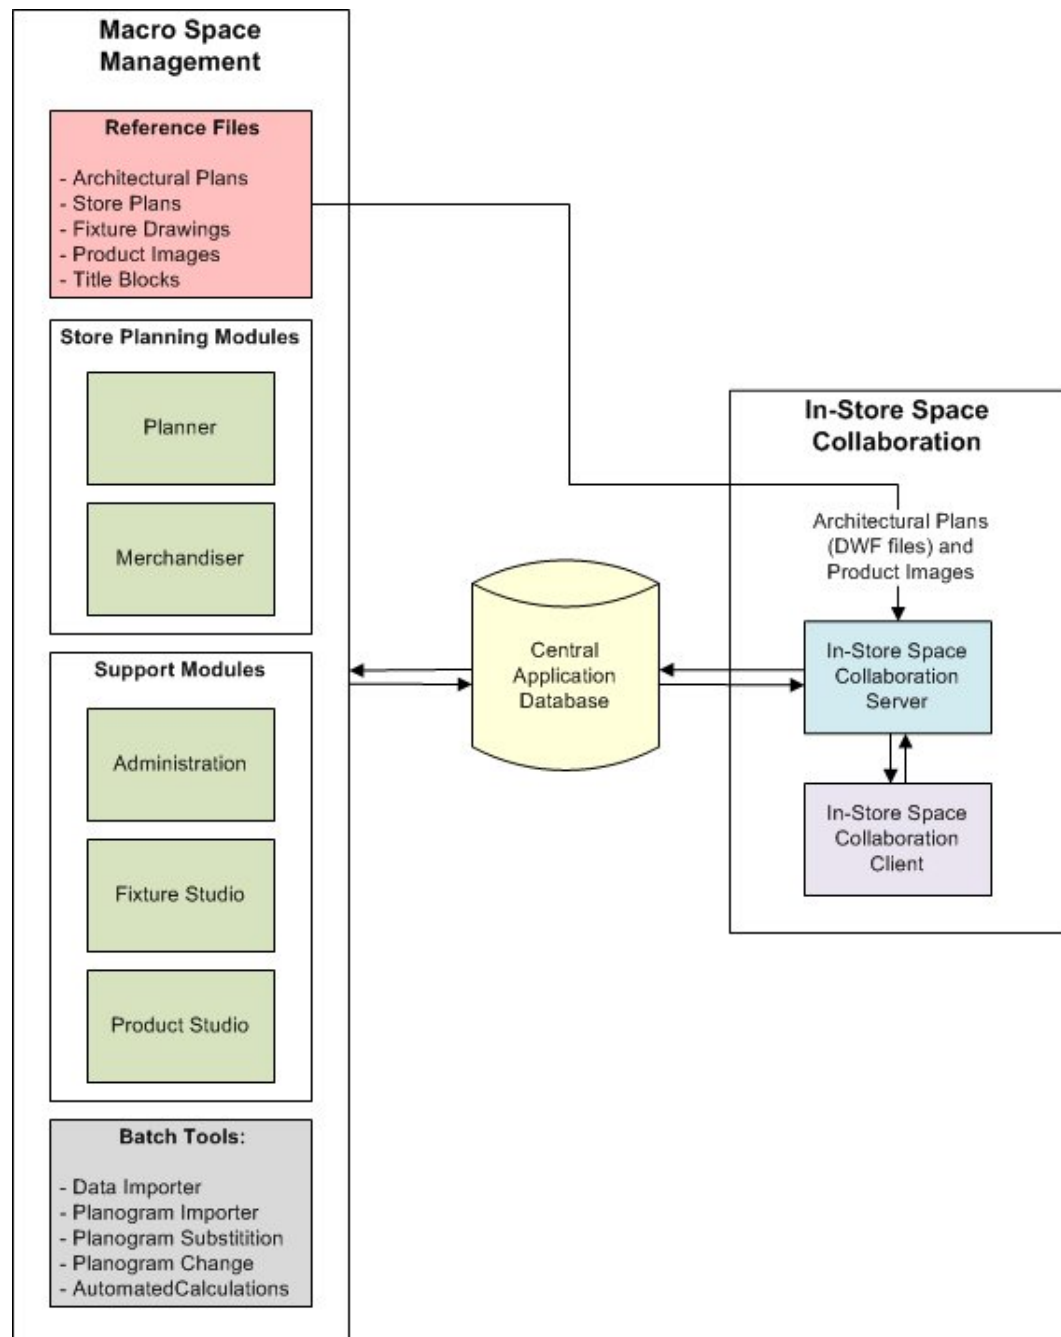 Macro Space
Management
Reference Files
- Architectural Plans
- Store Plans
- Fixture Drawings
- Product Images
- Title Blocks
Store Planning Modules
Planner
Merchandiser
Support Modules
Administration
Fixture Studio
Product Studio
Batch Tools:
- Data Importer
- Planogram Importer
- Planogram Substitition
- Planogram Change
- AutomatedCalculations
Central
Application
Database
In-Store Space
Collaboration
Architectural Plans
(DWF files) and
Product Images
In-Store Space
Collaboration
Server
In-Store Space
Collaboration
Client